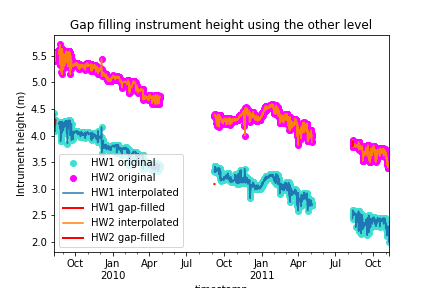 Gap filling instrument height using the other level
Intrument height (m)
5.5
5.0
4.5
4.0
3.5
3.0
2.5
2.0
HW1 original
HW2 original
HW1 interpolated
HW1 gap-filled
HW2 interpolated
HW2 gap-filled
Oct Jan Apr Jul Oct Jan Apr Jul Oct
2010 2011
timestamp